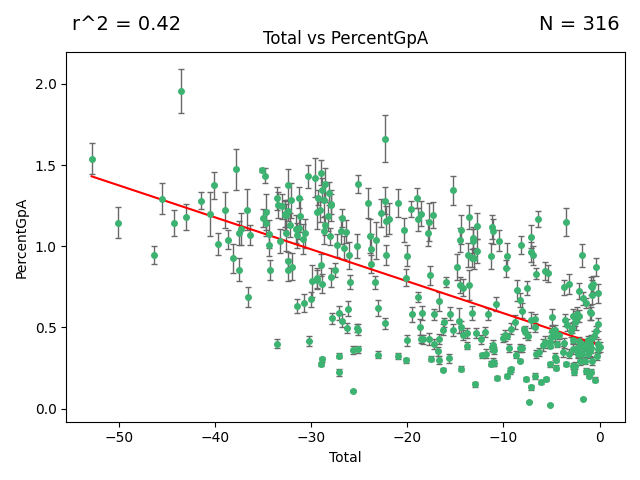 r^2 = 0.42
N = 316
Total vs PercentGpA
2.0
1.5
1.0
0.5
0.0
PercentGpA
−50
−40
−30
−20
−10
0
Total